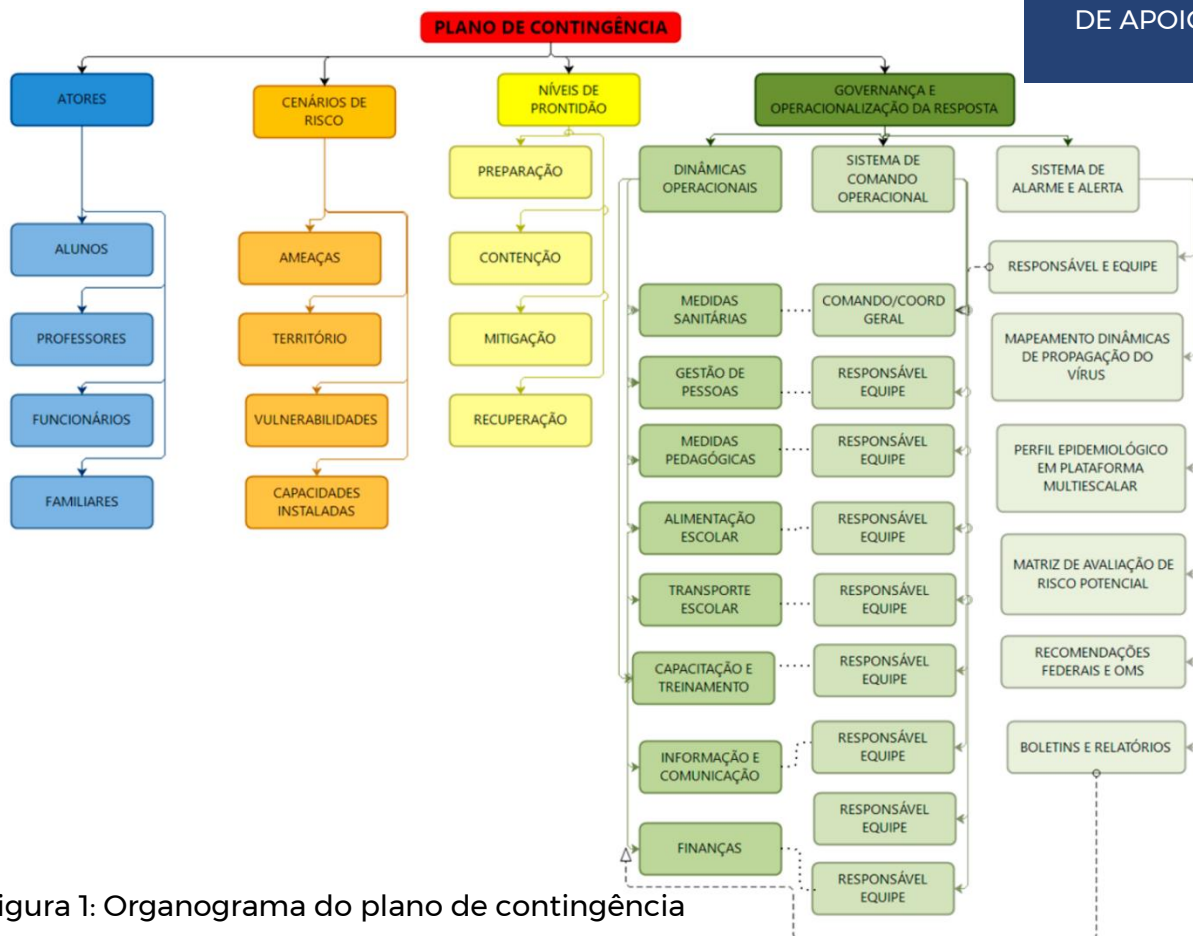 DE APOIO
PLANO DE CONTINGÊNCIA
ATORES
CENÁRIOS DE
RISCO
NÍVEIS DE
PRONTIDÃO
GOVERNANÇA E
OPERACIONALIZAÇÃO DA RESPOSTA
ALUNOS
PROFESSORES
FUNCIONÁRIOS
FAMILIARES
AMEAÇAS
TERRITÓRIO
VULNERABILIDADES
CAPACIDADES
INSTALADAS
PREPARAÇÃO
CONTENÇÃO
MITIGAÇÃO
RECUPERAÇÃO
DINÂMICAS
OPERACIONAIS
MEDIDAS
SANITÁRIAS
GESTÃO DE
PESSOAS
MEDIDAS
PEDAGÓGICAS
ALIMENTAÇÃO
ESCOLAR
TRANSPORTE
ESCOLAR
CAPACITAÇÃO E
TREINAMENTO
INFORMAÇÃO E
COMUNICAÇÃO
FINANÇAS
SISTEMA DE
COMANDO
OPERACIONAL
COMANDO/COORD
GERAL
RESPONSÁVEL
EQUIPE
RESPONSÁVEL
EQUIPE
RESPONSÁVEL
EQUIPE
RESPONSÁVEL
EQUIPE
RESPONSÁVEL
EQUIPE
RESPONSÁVEL
EQUIPE
RESPONSÁVEL
EQUIPE
RESPONSÁVEL
EQUIPE
SISTEMA DE
ALARME E ALERTA
RESPONSÁVEL E EQUIPE
MAPEAMENTO DINÂMICAS
DE PROPAGAÇÃO DO
VÍRUS
PERFIL EPIDEMIOLÓGICO
EM PLATAFORMA
MULTIESCALAR
MATRIZ DE AVALIAÇÃO DE
RISCO POTENCIAL
RECOMENDAÇÕES
FEDERAIS E OMS
BOLETINS E RELATÓRIOS
igura 1: Organograma do plano de contingência